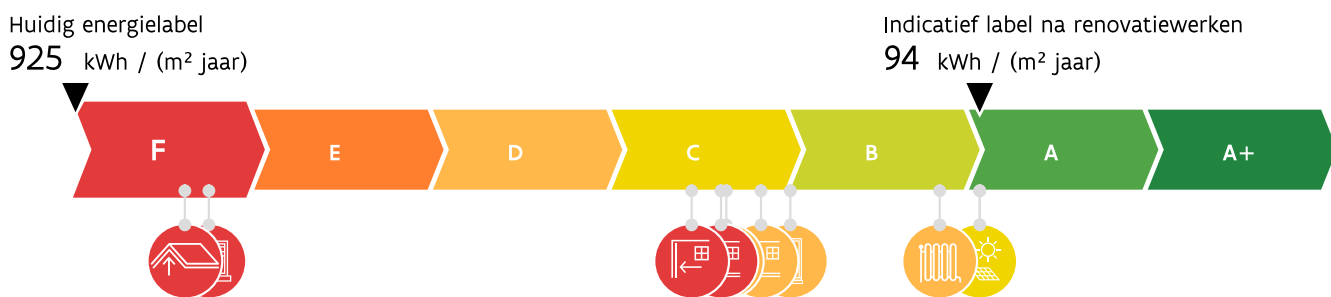 Huidig energielabel
925 kWh / (m² jaar)
Indicatief label na renovatiewerken
94 kWh / (m² jaar)
F E D C B A A+